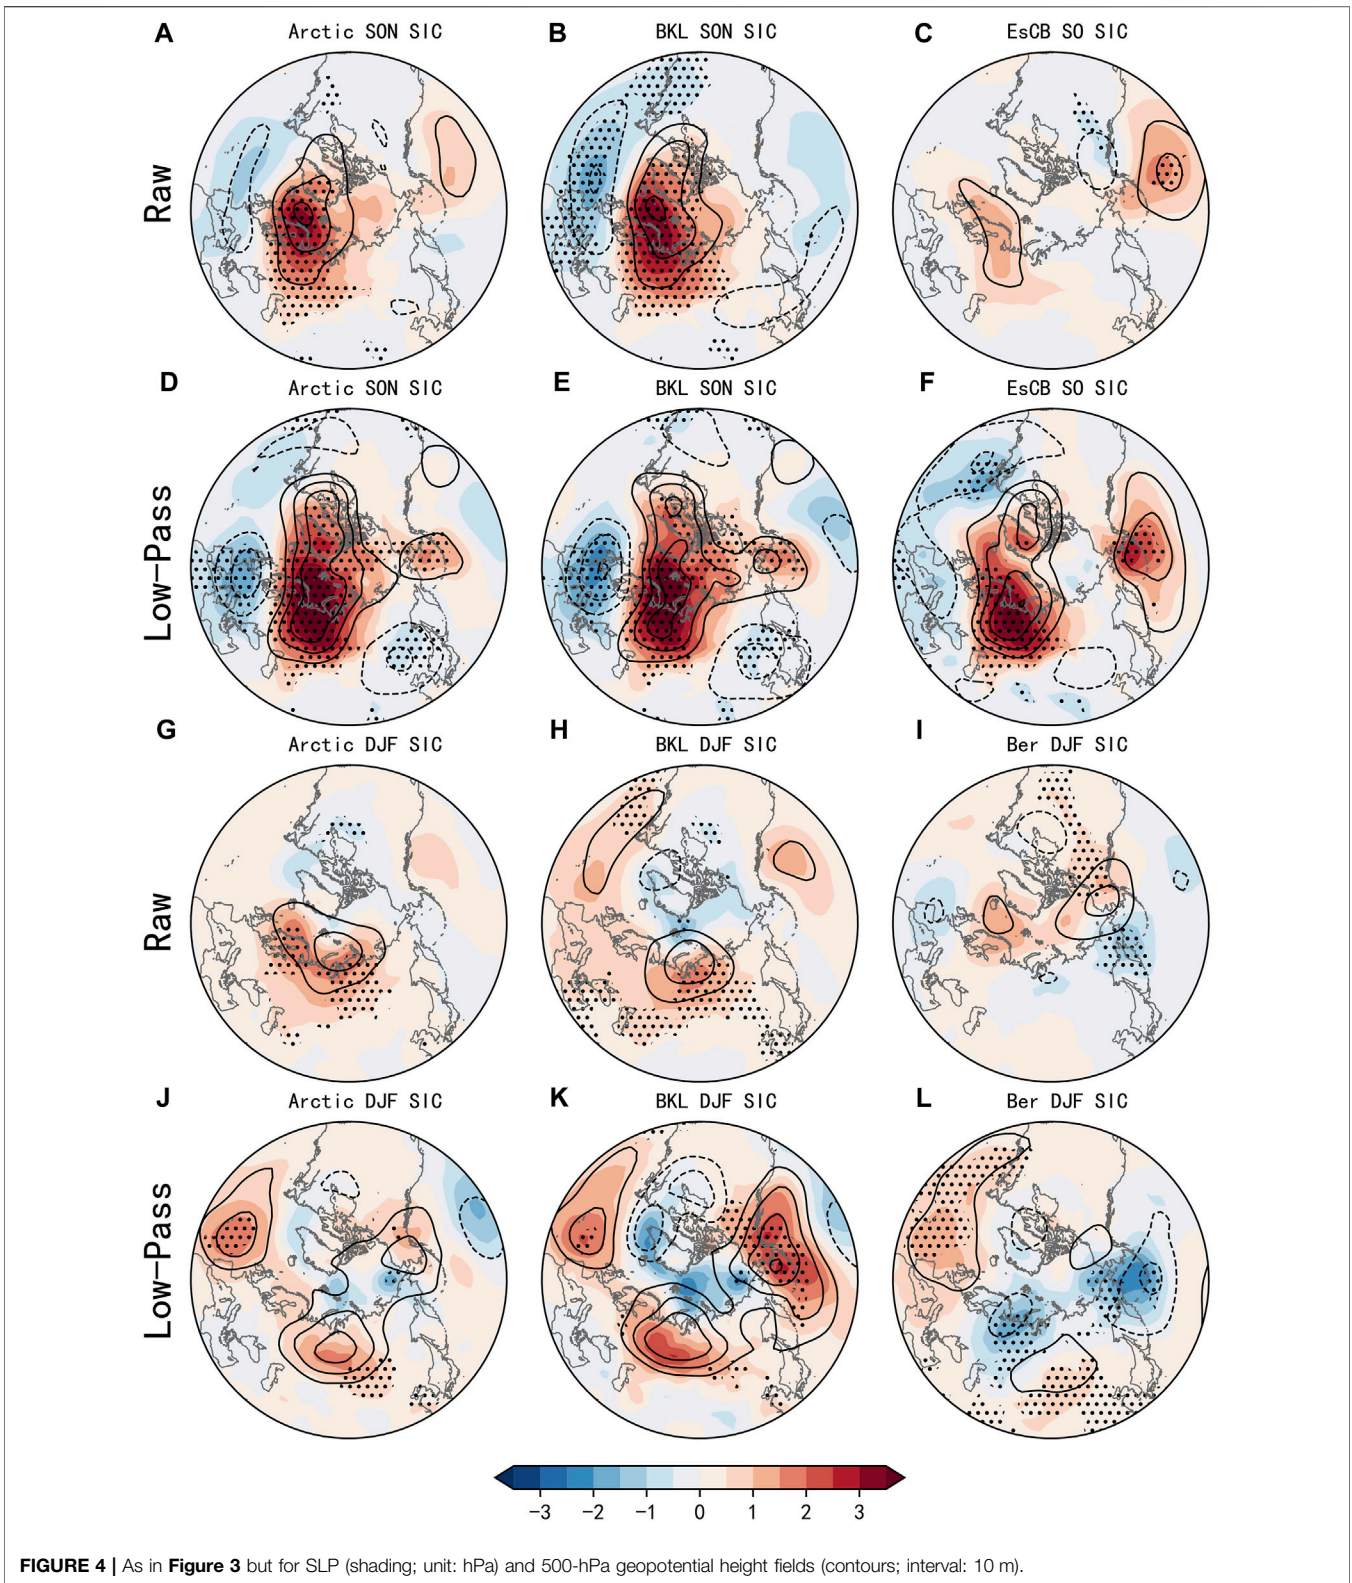 A Arctic SON SIC B BKL SON SIC C EsCB SO SIC
Raw
D Arctic SON SIC E BKL SON SIC F EsCB SO SIC
Low-Pass
G Arctic DJF SIC H BKL DJF SIC I Ber DJF SIC
Raw
J Arctic DJF SIC K BKL DJF SIC L Ber DJF SIC
Low-Pass
−3 −2 −1 0 1 2 3
FIGURE 4 | As in Figure 3 but for SLP (shading; unit: hPa) and 500-hPa geopotential height fields (contours; interval: 10 m).